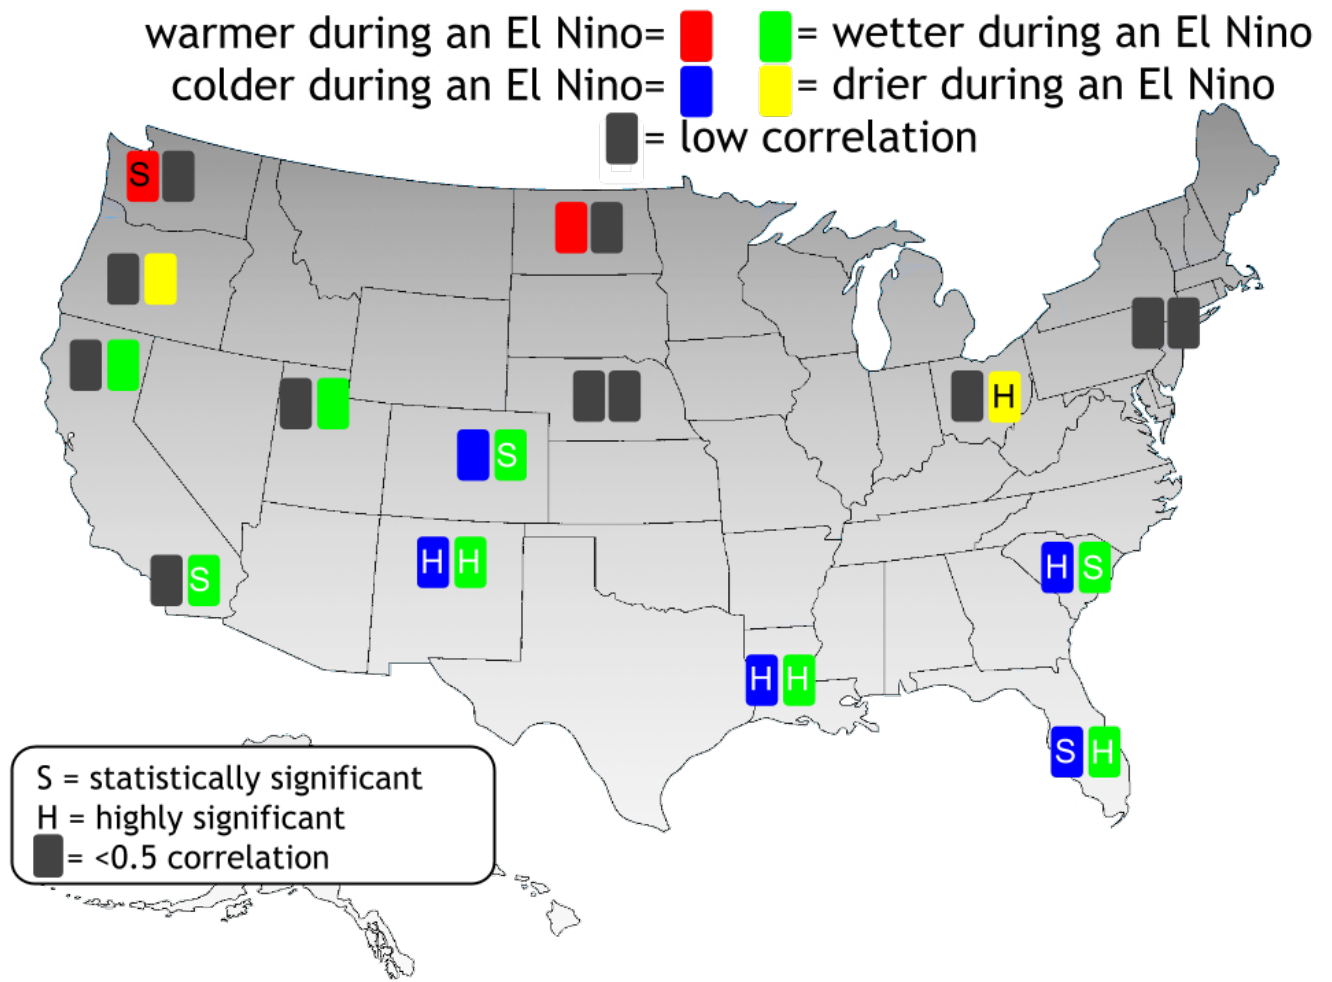 warmer during an El Nino=
= wetter during an El Nino
colder during an El Nino=
= drier during an El Nino
= low correlation
S
H
S
H H
S
H S
H H
S H
S = statistically significant
H = highly significant
= <0.5 correlation